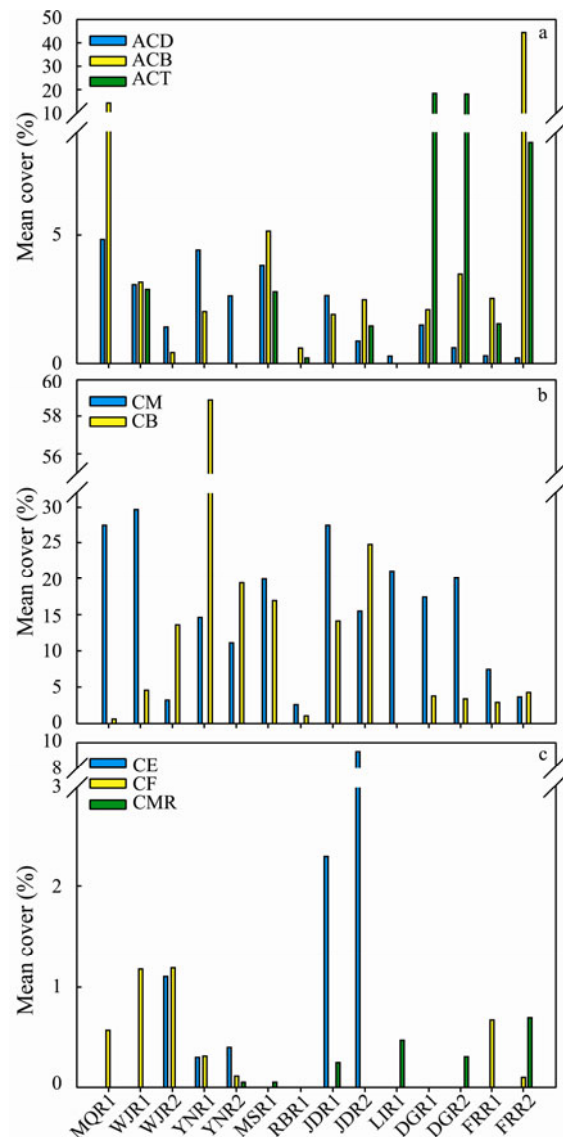 50
40
30
20
10
5
0
Mean cover (%)
ACD
ACB
ACT
a
60
58
56
30
25
20
15
10
5
0
Mean cover (%)
CM
CB
b
10
8
3
2
1
0
Mean cover (%)
CE
CF
CMR
c
MQR1
WJR1
WJR2
YNR1
YNR2
MSR1
RBR1
JDR1
JDR2
LIR1
DGR1
DGR2
FRR1
FRR2